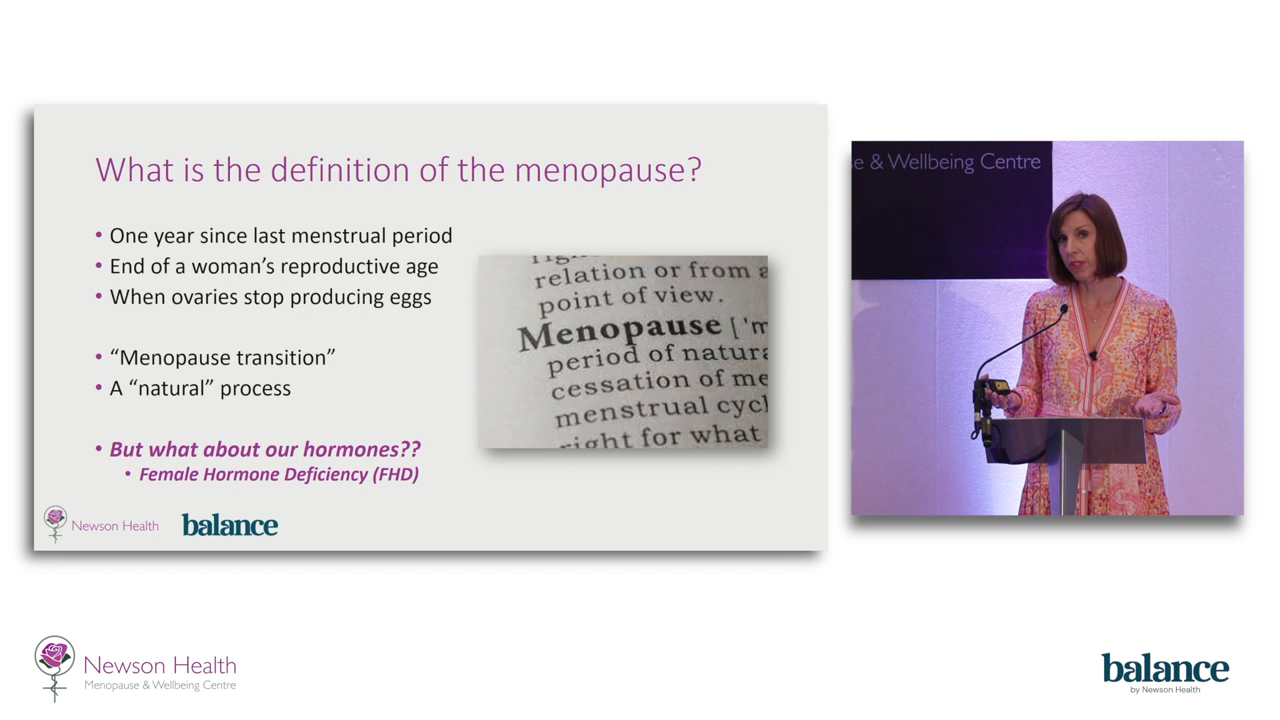 What is the definition of the menopause?
• One year since last menstrual period
• End of a woman’s reproductive age
• When ovaries stop producing eggs
• “Menopause transition”
• A “natural” process
• But what about our hormones??
• Female Hormone Deficiency (FHD)
relation or from a
point of view.
Menopause ['m
period of natura
cessation of me
menstrual cycl
right for what
Newson Health
balance
e & Wellbeing Centre
Newson Health
Menopause & Wellbeing Centre
balance
by Newson Health